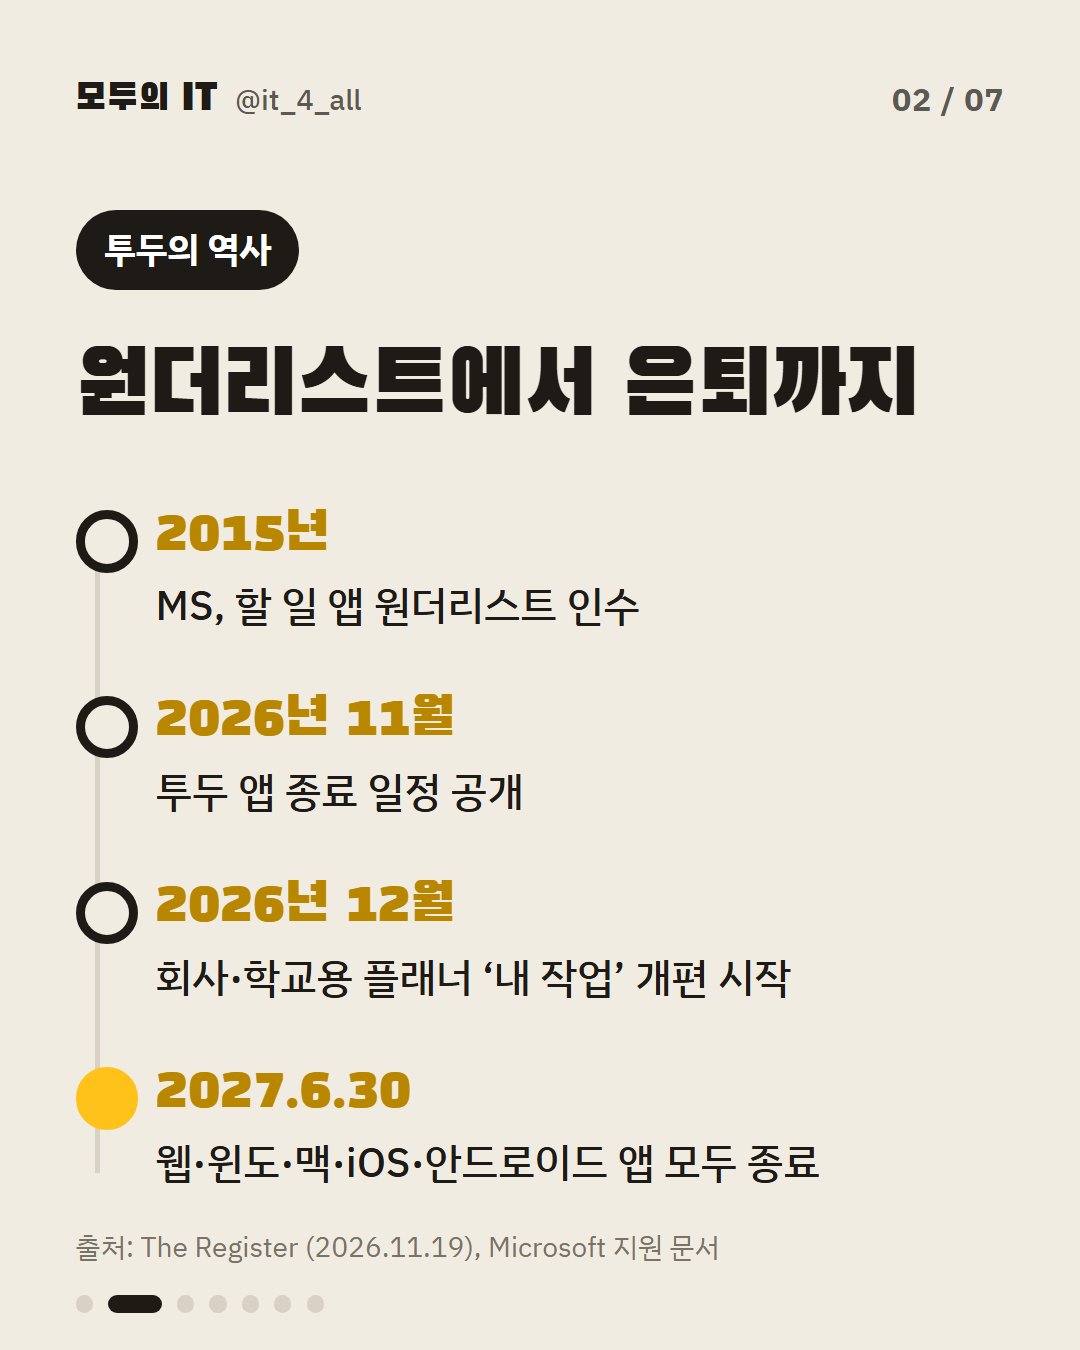 모두의 IT @it_4_all
02 / 07
투두의 역사
원더리스트에서 은퇴까지
2015년
MS, 할 일 앱 원더리스트 인수
2026년 11월
투두 앱 종료 일정 공개
2026년 12월
회사·학교용 플래너 ‘내 작업’ 개편 시작
2027.6.30
웹·윈도·맥·iOS·안드로이드 앱 모두 종료
출처: The Register (2026.11.19), Microsoft 지원 문서